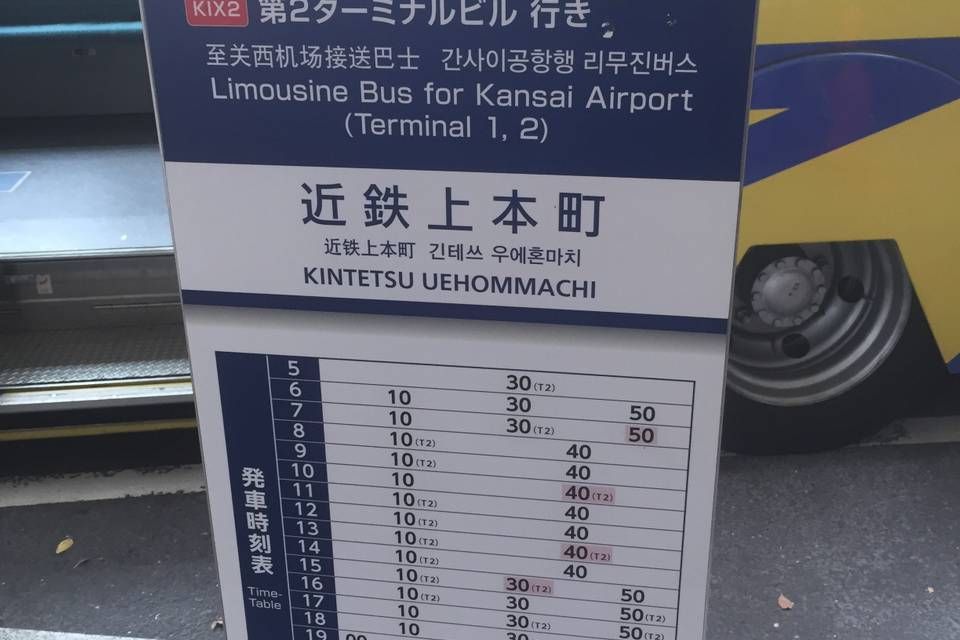 KIX2 第2ターミナルビル 行き
至关西机场接送巴士 간사이공항행 리무진버스
Limousine Bus for Kansai Airport
(Terminal 1, 2)
近鉄上本町
近铁上本町 긴테쓰 우에혼마치
KINTETSU UEHOMMACHI
発車時刻表
Time-
Table
5 30(T2)
6 10 30 50
7 10 30(T2) 50
8 10(T2) 40
9 10(T2) 40
10 10 40(T2)
11 10(T2) 40
12 10(T2) 40
13 10(T2) 40(T2)
14 10(T2) 40
15 10(T2) 30(T2) 50
16 10(T2) 30 50(T2)
17 10 30 50(T2)
18 10
19